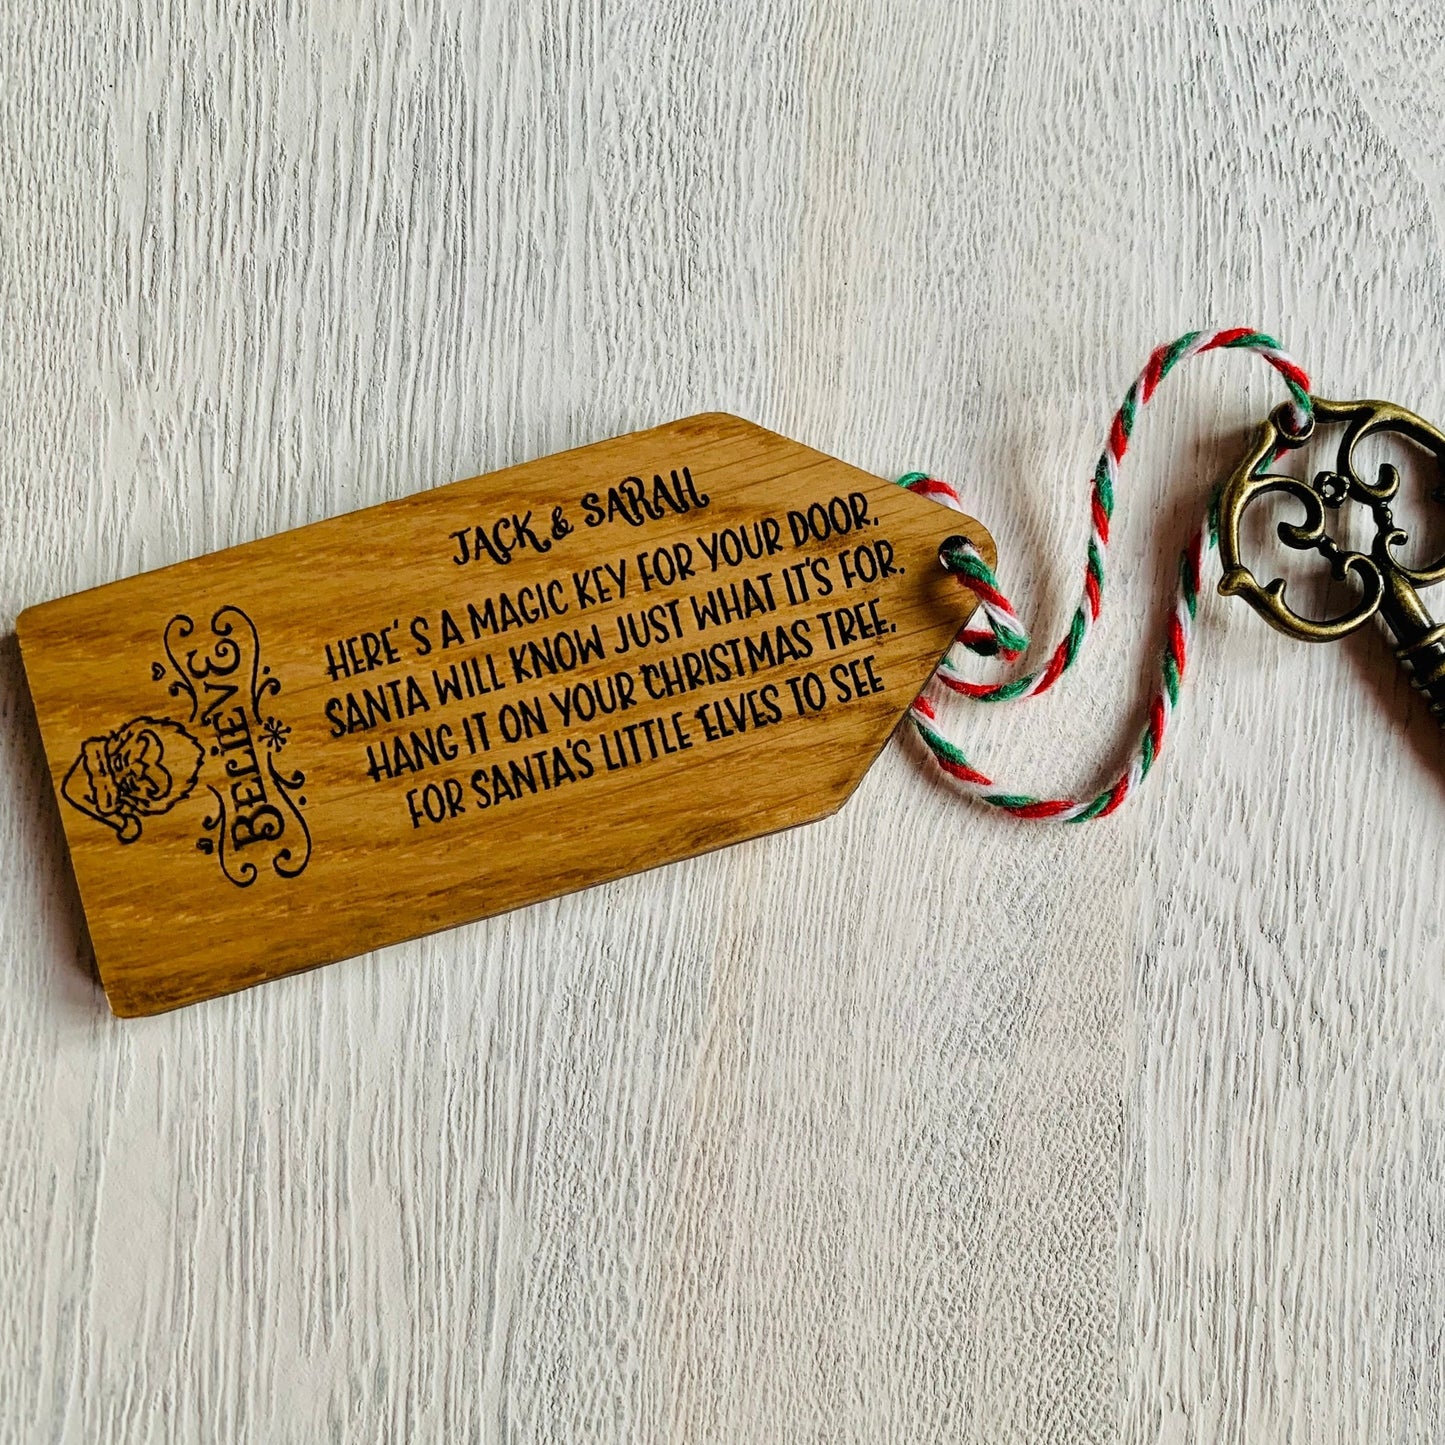 JACK & SARAH
HERE'S A MAGIC KEY FOR YOUR DOOR,
SANTA WILL KNOW JUST WHAT IT'S FOR,
HANG IT ON YOUR CHRISTMAS TREE,
FOR SANTA'S LITTLE ELVES TO SEE
BELIEVE